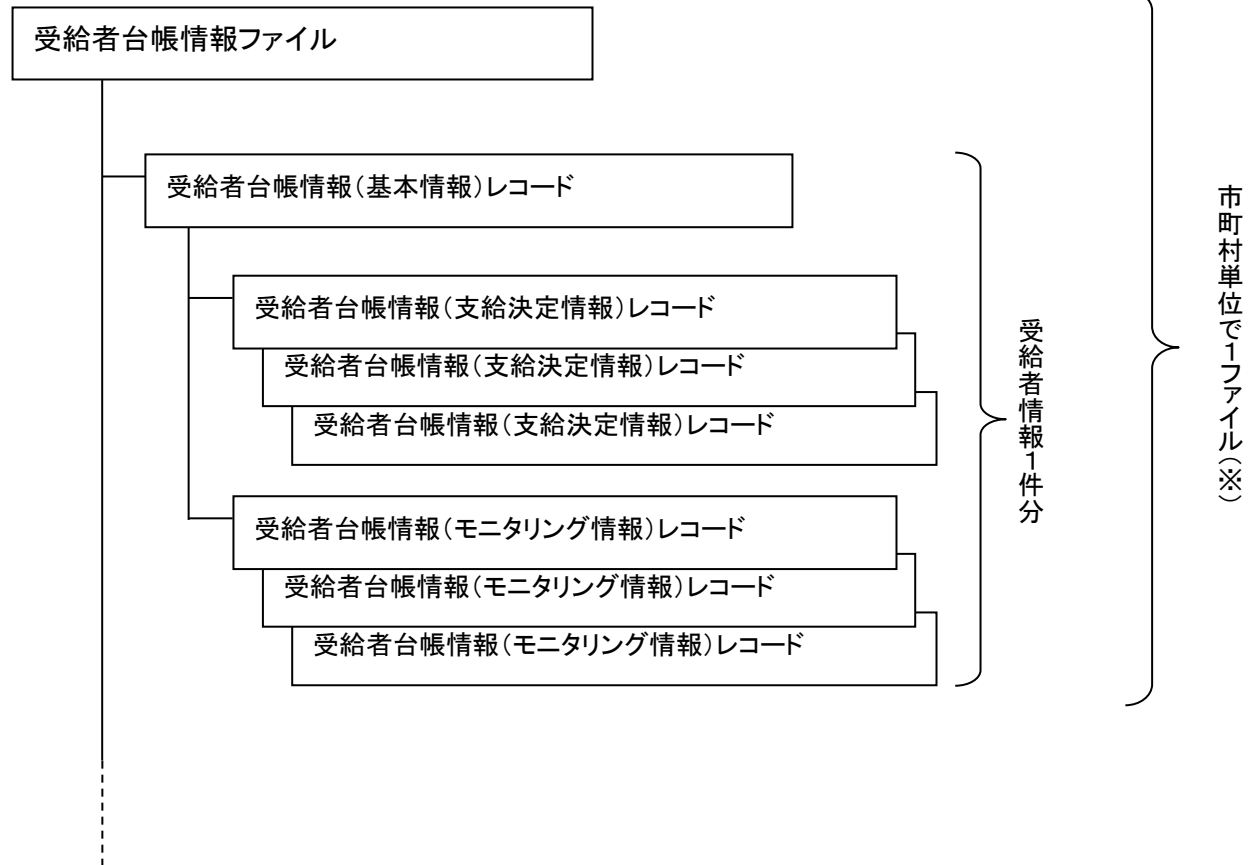 受給者台帳情報ファイル
受給者台帳情報(基本情報)レコード
受給者台帳情報(支給決定情報)レコード
受給者台帳情報(支給決定情報)レコード
受給者台帳情報(支給決定情報)レコード
受給者台帳情報(モニタリング情報)レコード
受給者台帳情報(モニタリング情報)レコード
受給者台帳情報(モニタリング情報)レコード
受給者情報1件分
市町村単位で1ファイル(※)